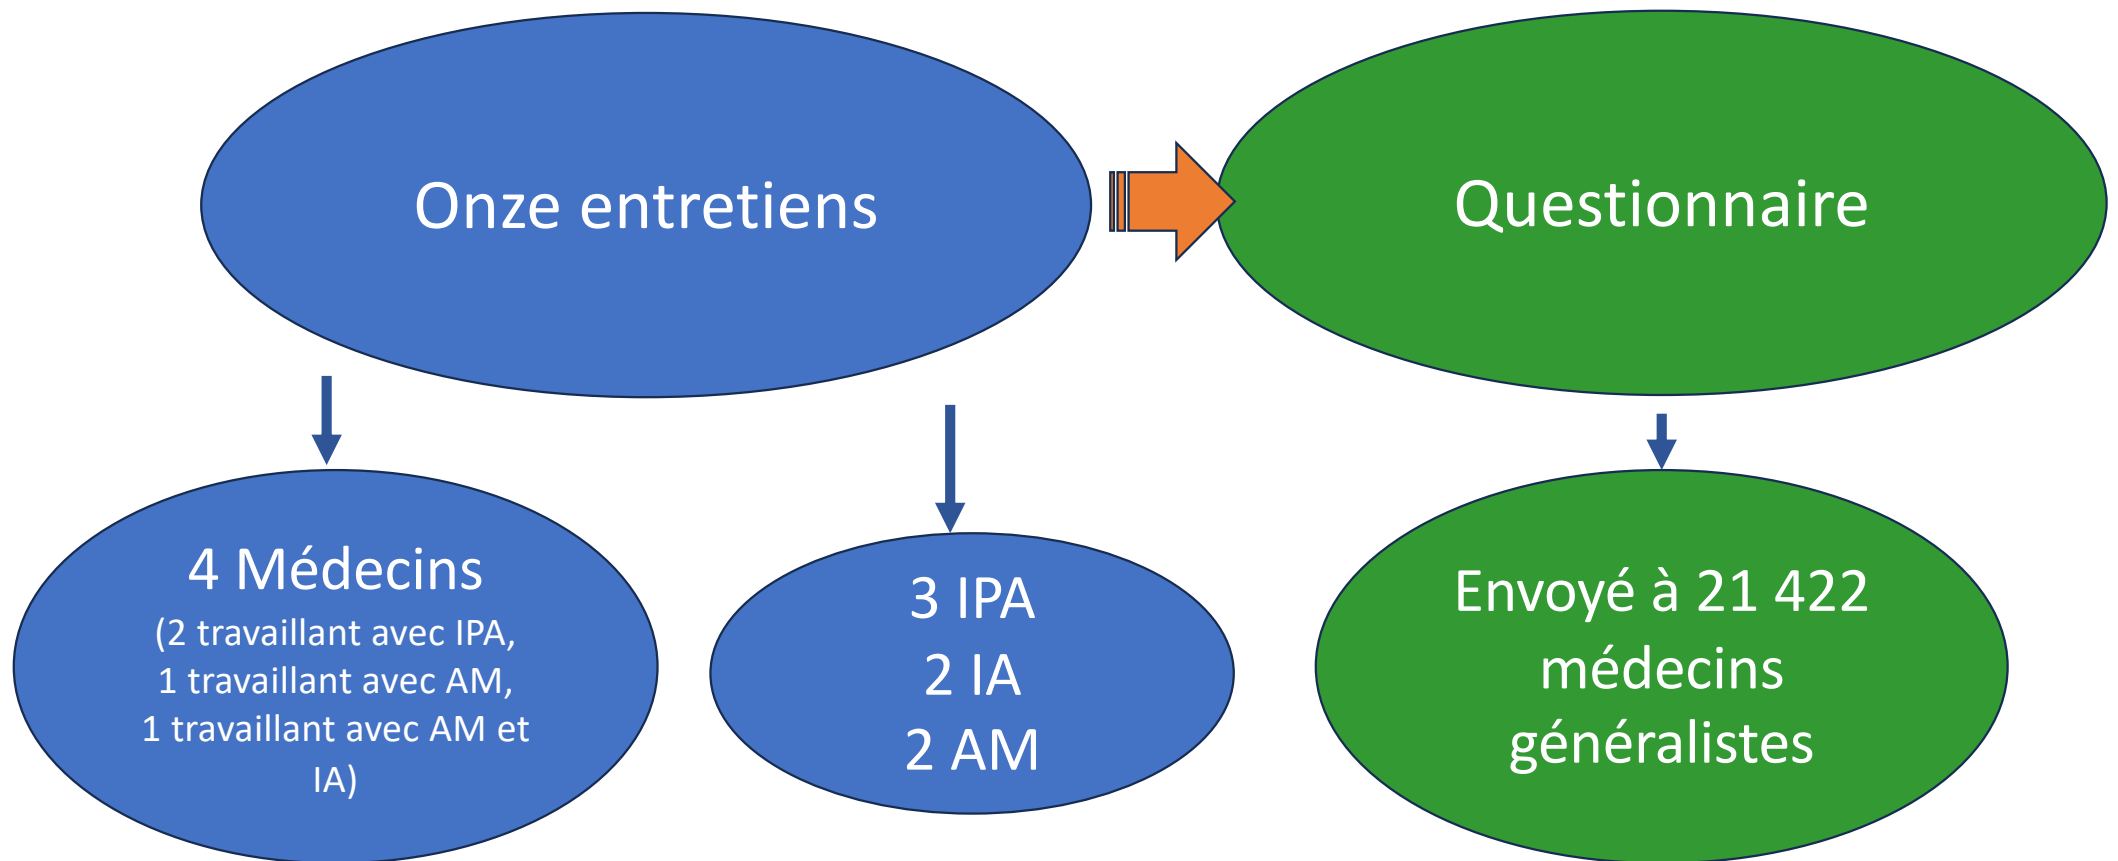 Onze entretiens
Questionnaire
4 Médecins
(2 travaillant avec IPA,
1 travaillant avec AM,
1 travaillant avec AM et
IA)
3 IPA
2 IA
2 AM
Envoyé à 21 422
médecins
généralistes